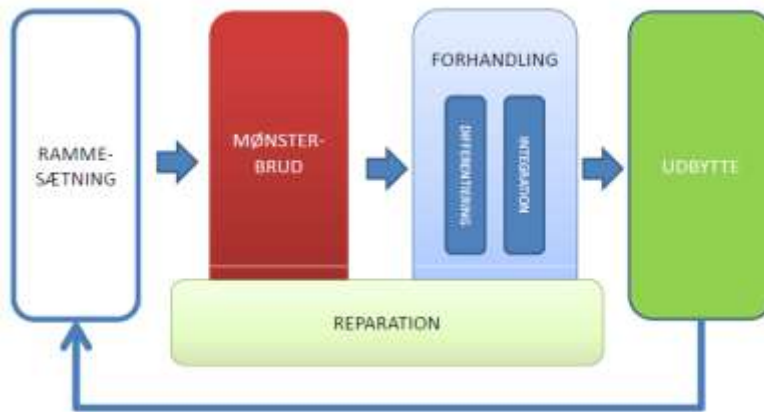 RAMME-
SÆTNING
MØNSTER-
BRUD
FORHANDLING
DIFFERENTIERING
INTEGRATION
UDBYTTE
REPARATION